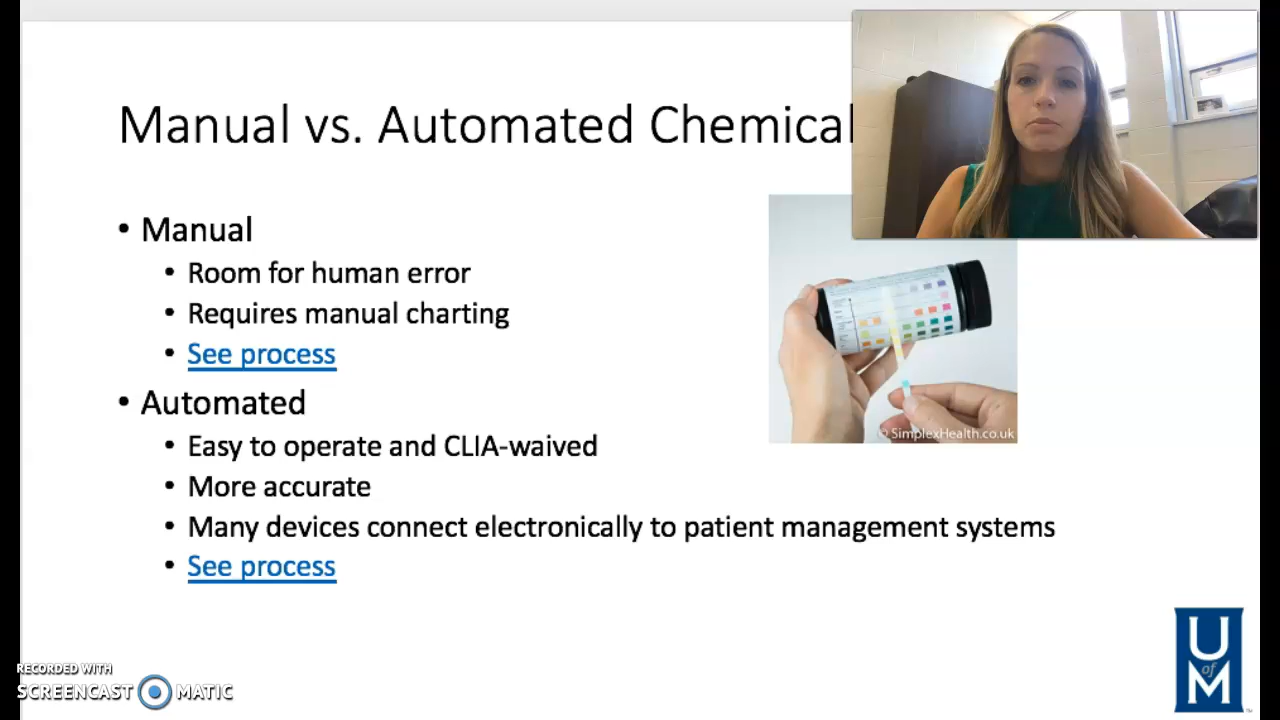 Manual vs. Automated Chemical
• Manual
• Room for human error
• Requires manual charting
• See process
• Automated
• Easy to operate and CLIA-waived
• More accurate
• Many devices connect electronically to patient management systems
• See process
© SimplexHealth.co.uk
RECORDED WITH
SCREENCAST MATIC
U
of
M